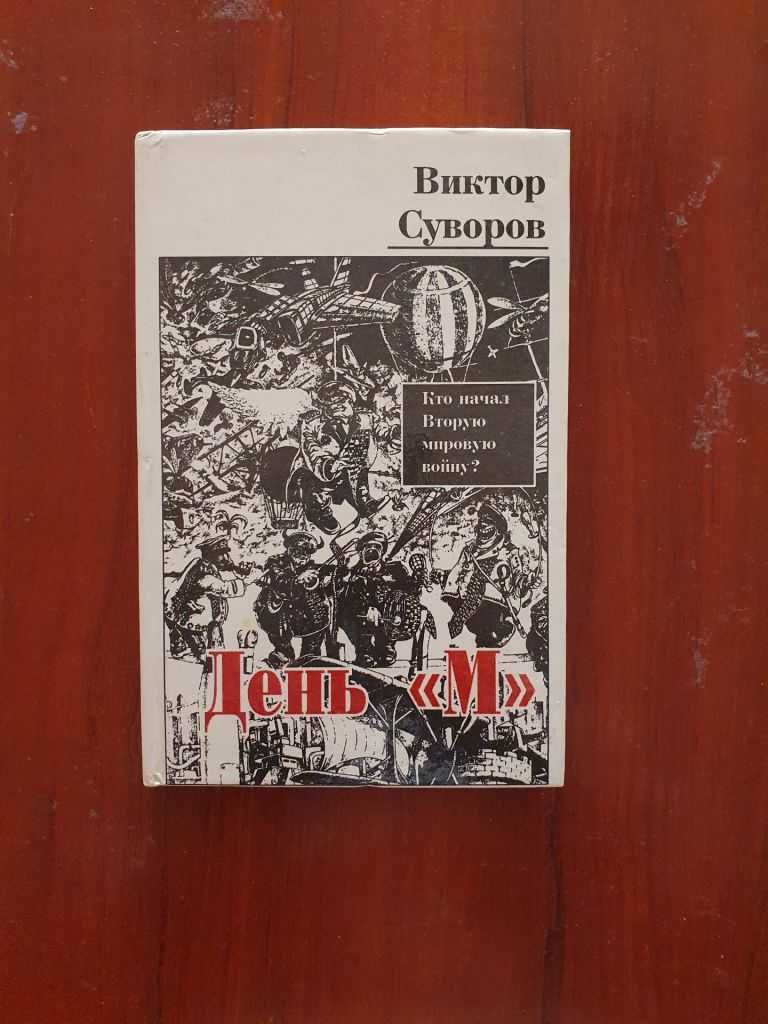 Виктор
Суворов
Кто начал
Вторую
мировую
войну?
День «М»